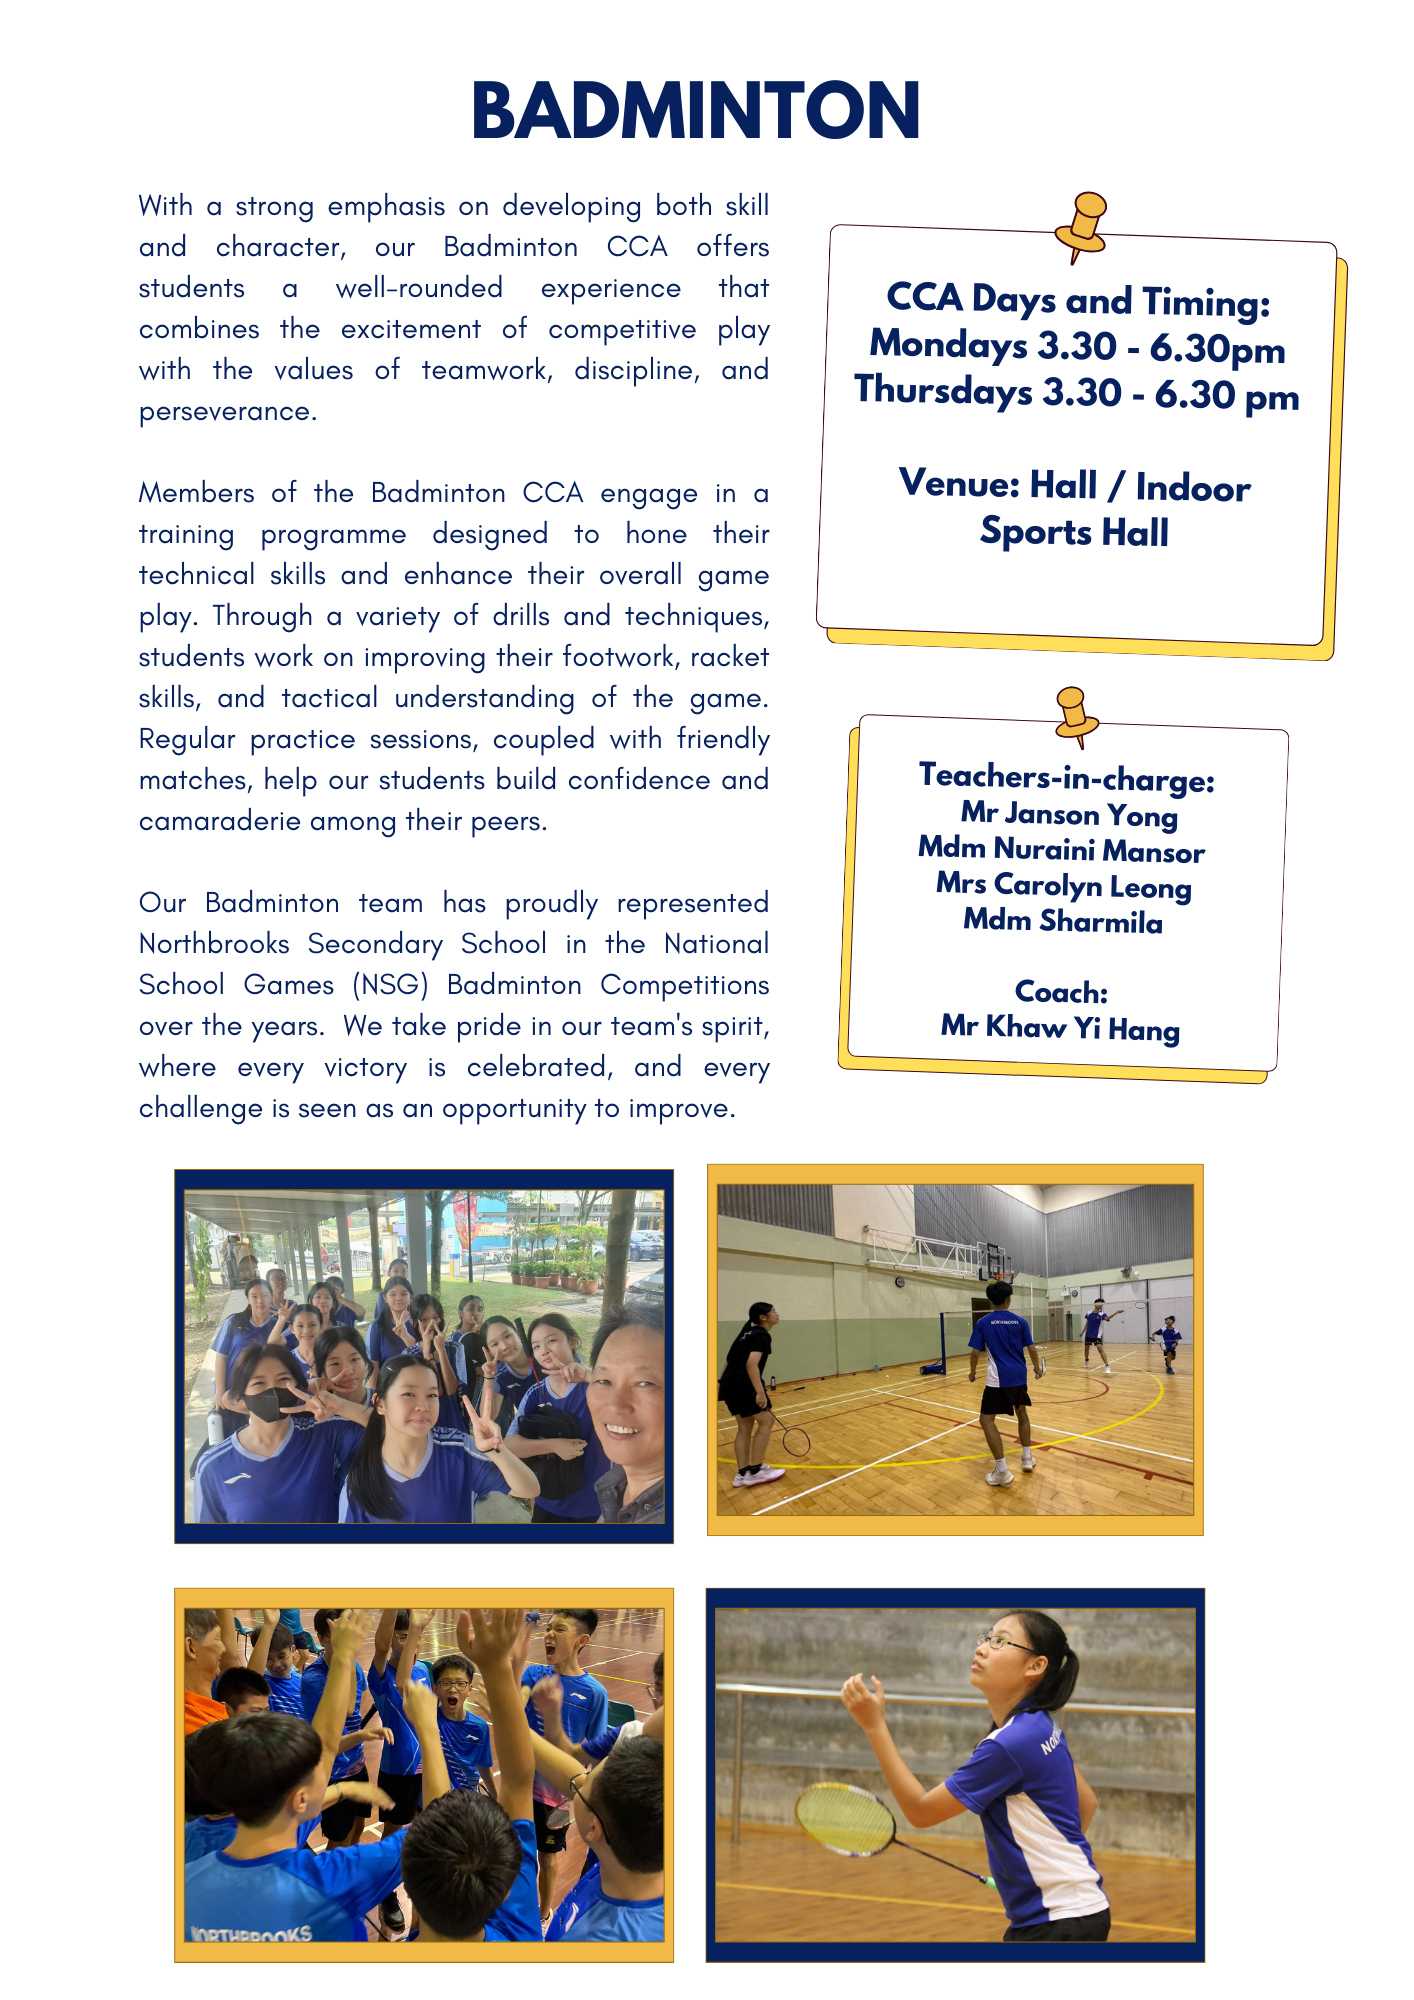 BADMINTON
With a strong emphasis on developing both skill
and character, our Badminton CCA offers
students a well-rounded experience that
combines the excitement of competitive play
with the values of teamwork, discipline, and
perseverance.
Members of the Badminton CCA engage in a
training programme designed to hone their
technical skills and enhance their overall game
play. Through a variety of drills and techniques,
students work on improving their footwork, racket
skills, and tactical understanding of the game.
Regular practice sessions, coupled with friendly
matches, help our students build confidence and
camaraderie among their peers.
Our Badminton team has proudly represented
Northbrooks Secondary School in the National
School Games (NSG) Badminton Competitions
over the years. We take pride in our team's spirit,
where every victory is celebrated, and every
challenge is seen as an opportunity to improve.
CCA Days and Timing:
Mondays 3.30 - 6.30pm
Thursdays 3.30 - 6.30 pm
Venue: Hall / Indoor
Sports Hall
Teachers-in-charge:
Mr Janson Yong
Mdm Nuraini Mansor
Mrs Carolyn Leong
Mdm Sharmila
Coach:
Mr Khaw Yi Hang
NORTHBROOKS
NORTHBROOKS